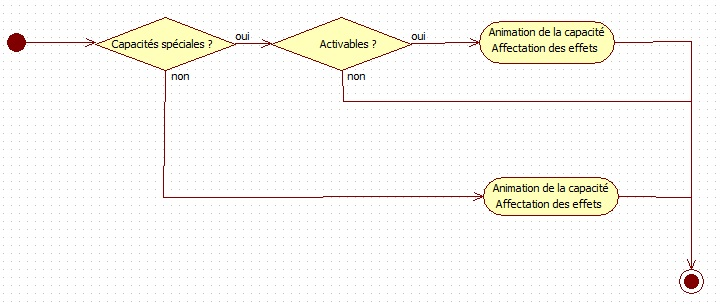 Capacités spéciales ?
oui
Activables ?
oui
Animation de la capacité
Affectation des effets
non
non
Animation de la capacité
Affectation des effets